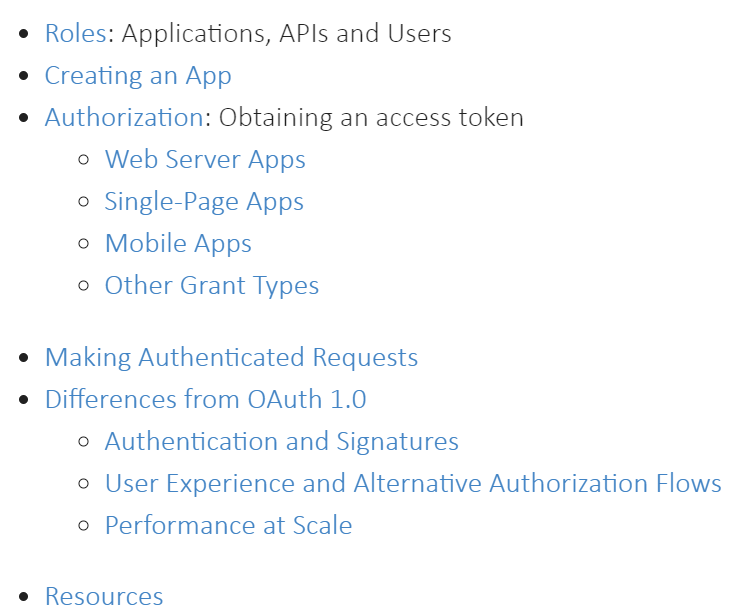 Roles: Applications, APIs and Users
Creating an App
Authorization: Obtaining an access token
Web Server Apps
Single-Page Apps
Mobile Apps
Other Grant Types
Making Authenticated Requests
Differences from OAuth 1.0
Authentication and Signatures
User Experience and Alternative Authorization Flows
Performance at Scale
Resources